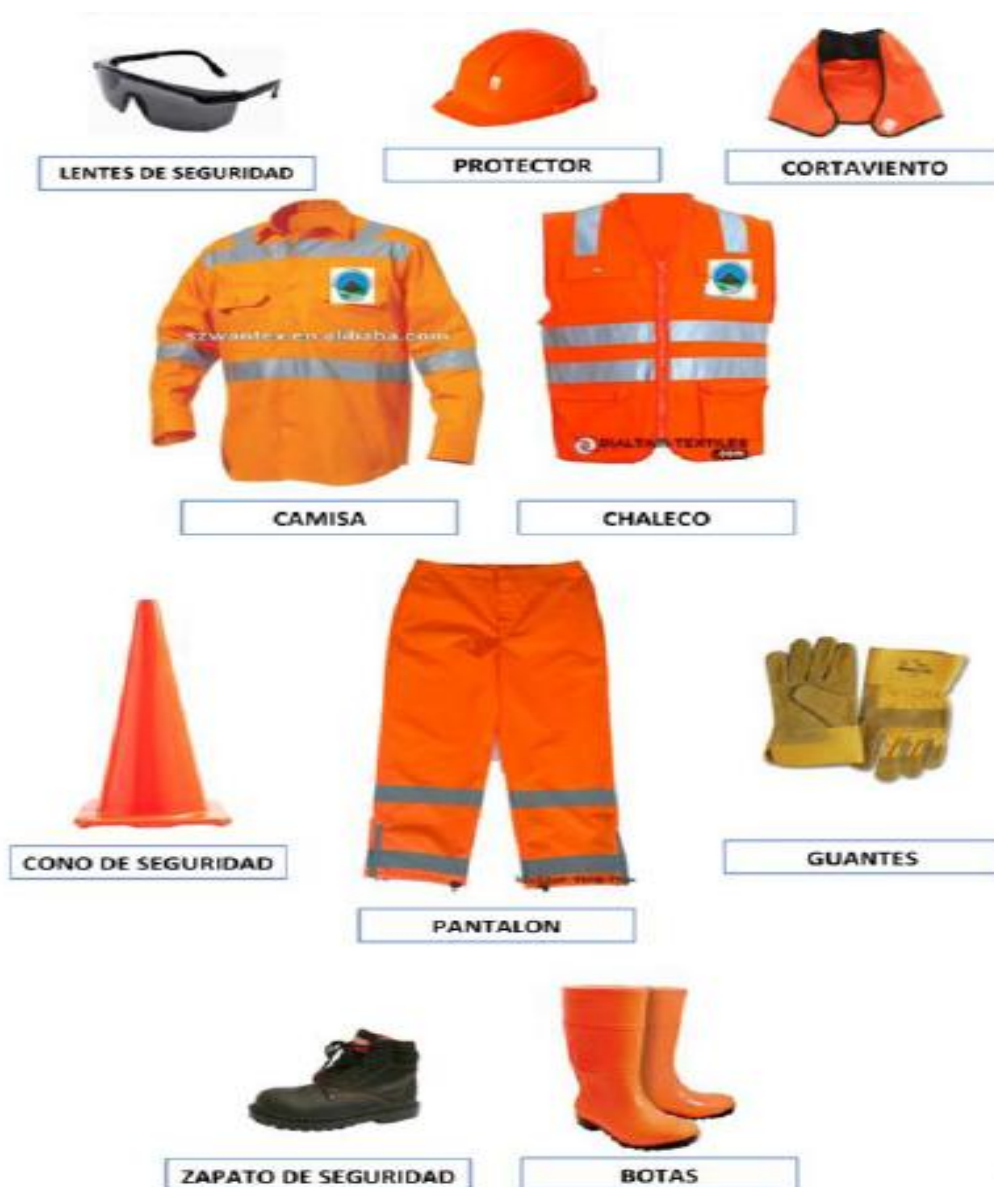 LENTES DE SEGURIDAD
PROTECTOR
CORTAVIENTO
szwantex.en.alibaba.com
.com
CAMISA
CHALECO
CONO DE SEGURIDAD
GUANTES
PANTALON
ZAPATO DE SEGURIDAD
BOTAS